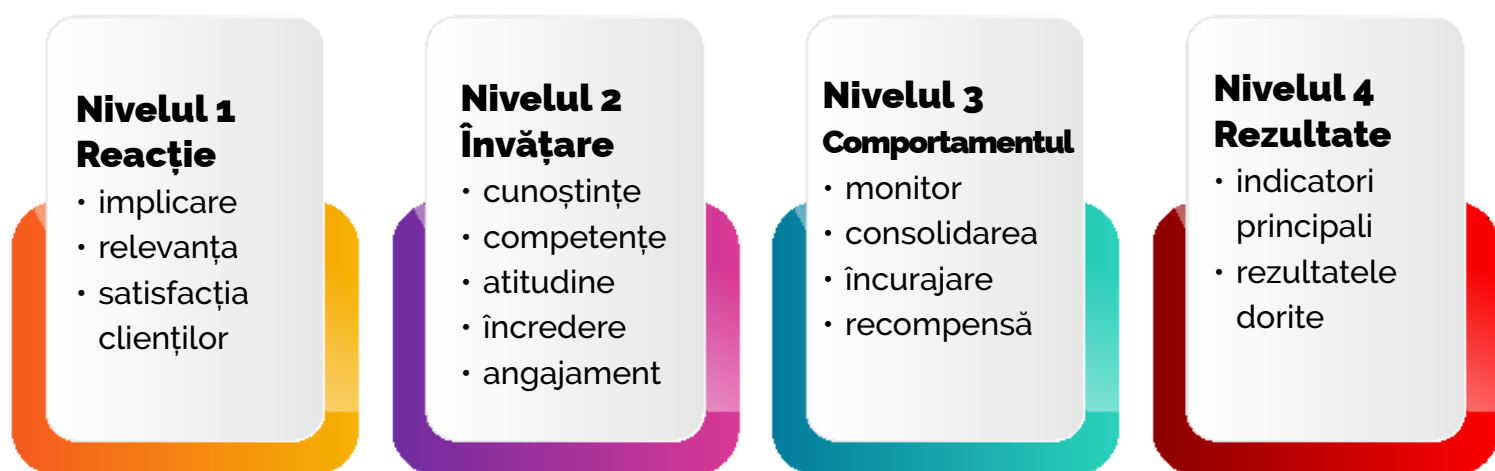 Nivelul 1
Reacție
• implicare
• relevanța
• satisfacția
clienților
Nivelul 2
Învățare
• cunoștințe
• competențe
• atitudine
• încredere
• angajament
Nivelul 3
Comportamentul
• monitor
• consolidarea
• încurajare
• recompensă
Nivelul 4
Rezultate
• indicatori
principali
• rezultatele
dorite